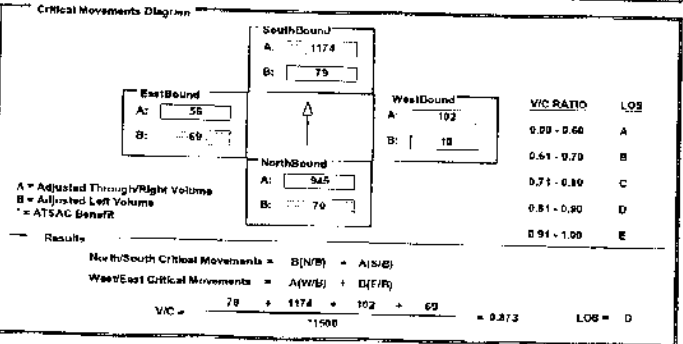 Critical Movements Diagram
SouthBound
A: 1174
B: 79
EastBound
A: 56
B: 69
WestBound
A: 102
B: 10
NorthBound
A: 945
B: 70
V/C RATIO LOS
0.00 - 0.60 A
0.61 - 0.70 B
0.71 - 0.80 C
0.81 - 0.90 D
0.91 - 1.00 E
A = Adjusted Through/Right Volume
B = Adjusted Left Volume
* = ATSAC Benefit
Results
North/South Critical Movements = B(N/B) + A(S/B)
West/East Critical Movements = A(W/B) + B(E/B)
V/C = 70 + 1174 + 102 + 69 = 0.873 LOS = D
*1500